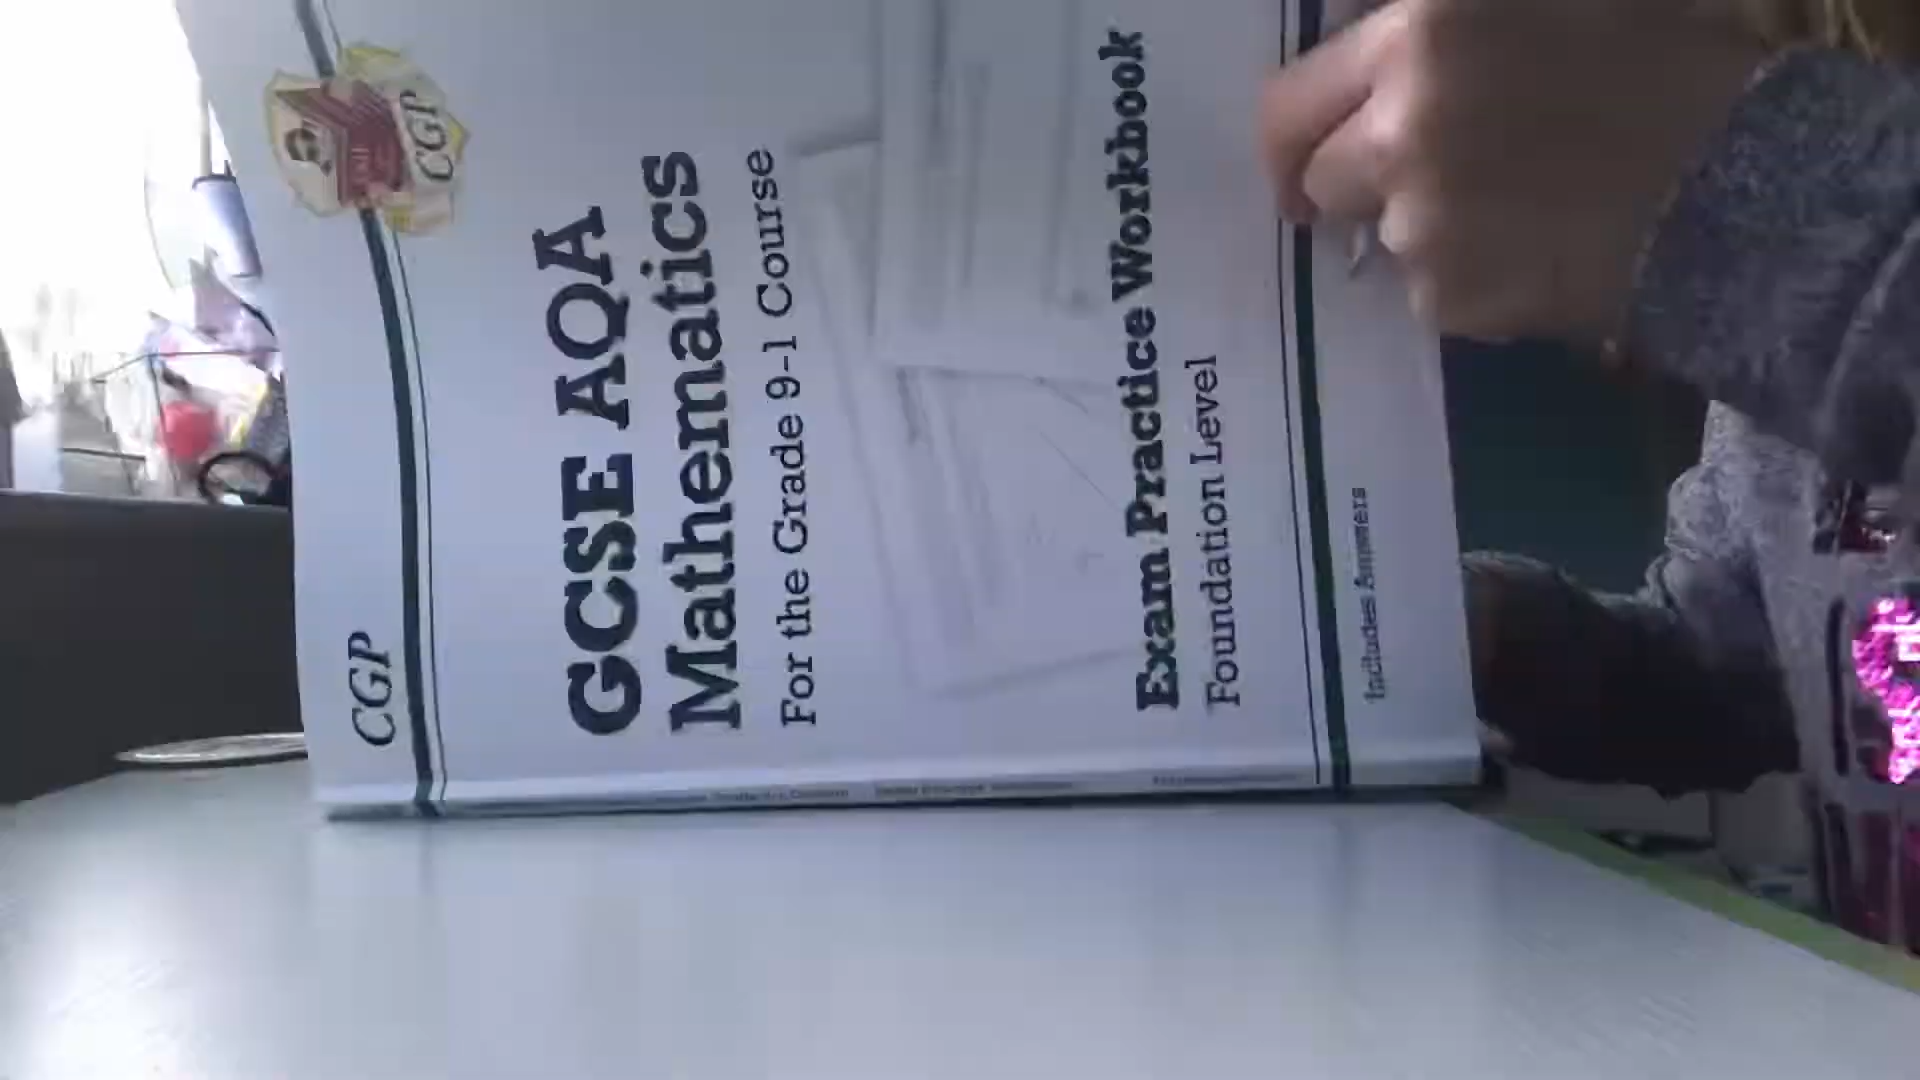 CGP
CGP
GCSE AQA
Mathematics
For the Grade 9-1 Course
Exam Practice Workbook
Foundation Level
Includes Answers